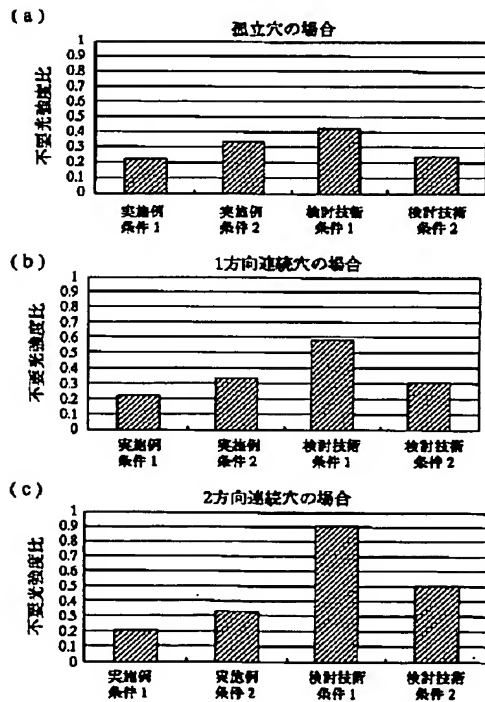 (a)
孤立穴の場合
不要光強度比
1
0.9
0.8
0.7
0.6
0.5
0.4
0.3
0.2
0.1
0
実施例 実施例 検討技術 検討技術
条件1 条件2 条件1 条件2
(b)
1方向連続穴の場合
不要光強度比
1
0.9
0.8
0.7
0.6
0.5
0.4
0.3
0.2
0.1
0
実施例 実施例 検討技術 検討技術
条件1 条件2 条件1 条件2
(c)
2方向連続穴の場合
不要光強度比
1
0.9
0.8
0.7
0.6
0.5
0.4
0.3
0.2
0.1
0
実施例 実施例 検討技術 検討技術
条件1 条件2 条件1 条件2